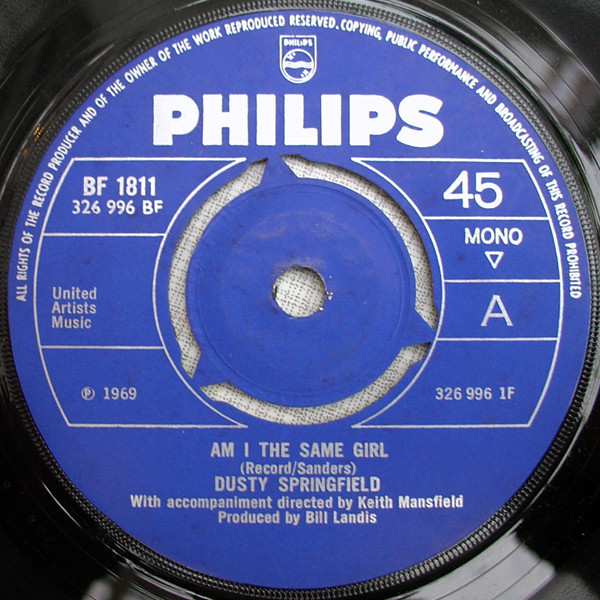 ALL RIGHTS OF THE RECORD PRODUCER AND OF THE OWNER OF THE WORK REPRODUCED RESERVED. COPYING, PUBLIC PERFORMANCE AND BROADCASTING OF THIS RECORD PROHIBITED
PHILIPS
PHILIPS
BF 1811
326 996 BF
45
MONO
United
Artists
Music
A
℗ 1969
326 996 1F
AM I THE SAME GIRL
(Record/Sanders)
DUSTY SPRINGFIELD
With accompaniment directed by Keith Mansfield
Produced by Bill Landis